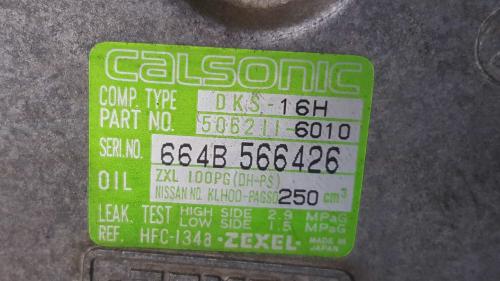 CALSONIC
COMP. TYPE DKS-16H
PART NO. 506211-6010
SERI.NO. 664B 566426
OIL ZXL 100PG(DH-PS)
NISSAN NO. KLH00-PAGS0 250 cm³
LEAK TEST HIGH SIDE 2.9 MPaG
LOW SIDE 1.5 MPaG
REF. HFC-134a ZEXEL MADE IN JAPAN